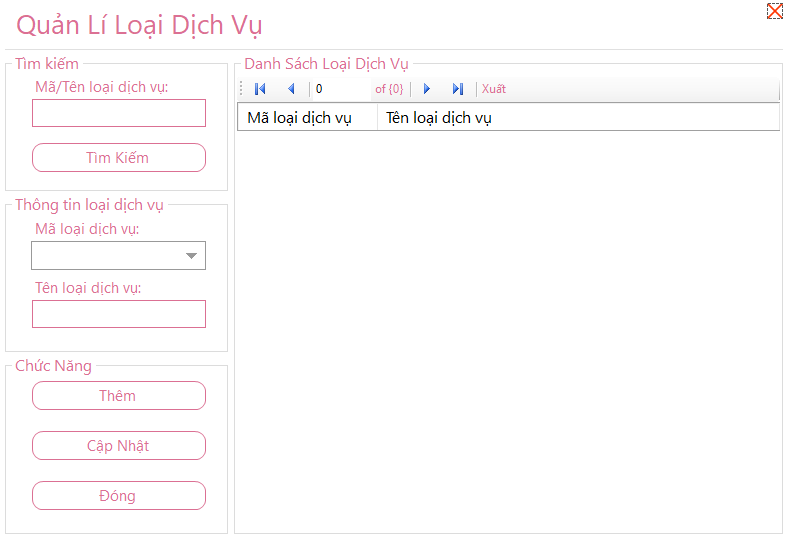 Quản Lí Loại Dịch Vụ
Tìm kiếm
Mã/Tên loại dịch vụ:
Tìm Kiếm
Thông tin loại dịch vụ
Mã loại dịch vụ:
Tên loại dịch vụ:
Chức Năng
Thêm
Cập Nhật
Đóng
Danh Sách Loại Dịch Vụ
0 of {0} Xuất
Mã loại dịch vụ Tên loại dịch vụ